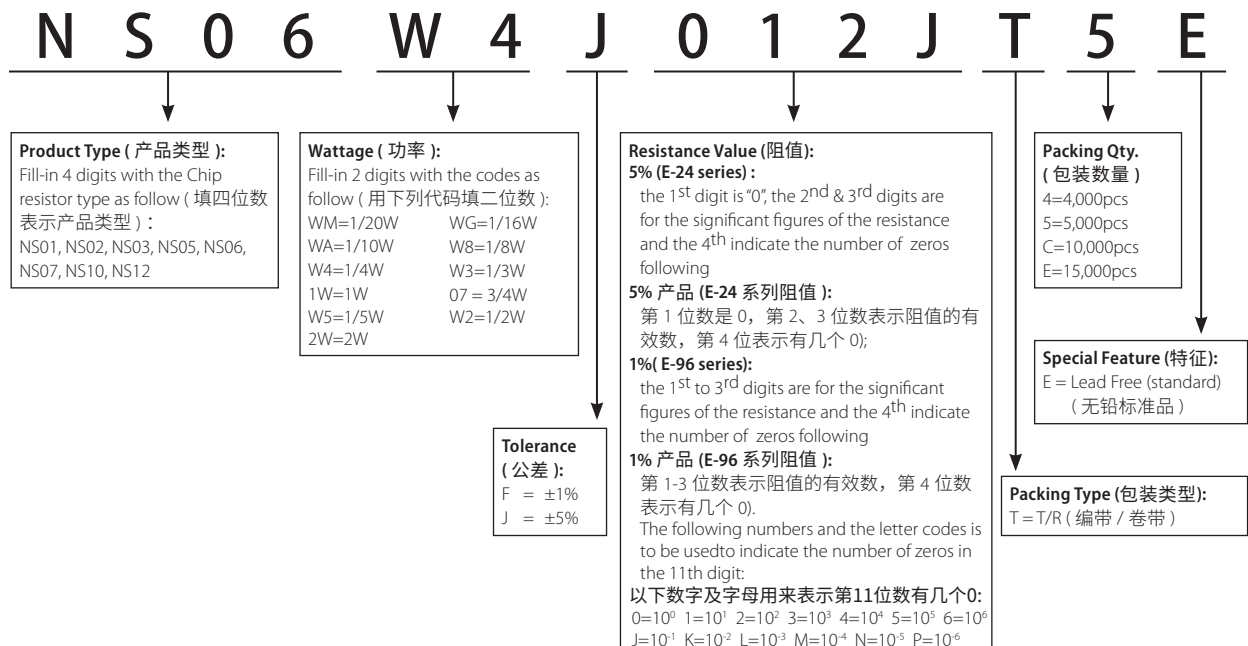 N S 0 6 W 4 J 0 1 2 J T 5 E
Product Type ( 产品类型 ):
Fill-in 4 digits with the Chip
resistor type as follow ( 填四位数
表示产品类型 ) :
NS01, NS02, NS03, NS05, NS06,
NS07, NS10, NS12
Wattage ( 功率 ):
Fill-in 2 digits with the codes as
follow ( 用下列代码填二位数 ):
WM=1/20W WG=1/16W
WA=1/10W W8=1/8W
W4=1/4W W3=1/3W
1W=1W 07 = 3/4W
W5=1/5W W2=1/2W
2W=2W
Tolerance
( 公差 ):
F = ±1%
J = ±5%
Resistance Value (阻值):
5% (E-24 series) :
the 1st digit is “0”, the 2nd & 3rd digits are
for the significant figures of the resistance
and the 4th indicate the number of zeros
following
5% 产品 (E-24 系列阻值 ):
第 1 位数是 0，第 2、3 位数表示阻值的有
效数，第 4 位表示有几个 0);
1%( E-96 series):
the 1st to 3rd digits are for the significant
figures of the resistance and the 4th indicate
the number of zeros following
1% 产品 (E-96 系列阻值 ):
第 1-3 位数表示阻值的有效数，第 4 位数
表示有几个 0).
The following numbers and the letter codes is
to be usedto indicate the number of zeros in
the 11th digit:
以下数字及字母用来表示第11位数有几个0:
0=10⁰ 1=10¹ 2=10² 3=10³ 4=10⁴ 5=10⁵ 6=10⁶
J=10⁻¹ K=10⁻² L=10⁻³ M=10⁻⁴ N=10⁻⁵ P=10⁻⁶
Packing Qty.
( 包装数量 )
4=4,000pcs
5=5,000pcs
C=10,000pcs
E=15,000pcs
Special Feature (特征):
E = Lead Free (standard)
( 无铅标准品 )
Packing Type (包装类型):
T = T/R ( 编带 / 卷带 )